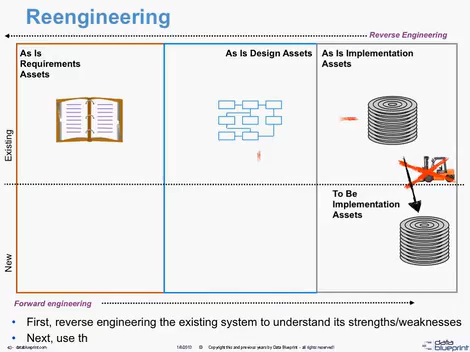 Reengineering
Reverse Engineering
As Is
Requirements
Assets
As Is Design Assets
As Is Implementation
Assets
Existing
To Be
Implementation
Assets
New
Forward engineering
• First, reverse engineering the existing system to understand its strengths/weaknesses
• Next, use th
datablueprint.com
1/6/2010 © Copyright this and previous years by Data Blueprint - all rights reserved!
data
blueprint